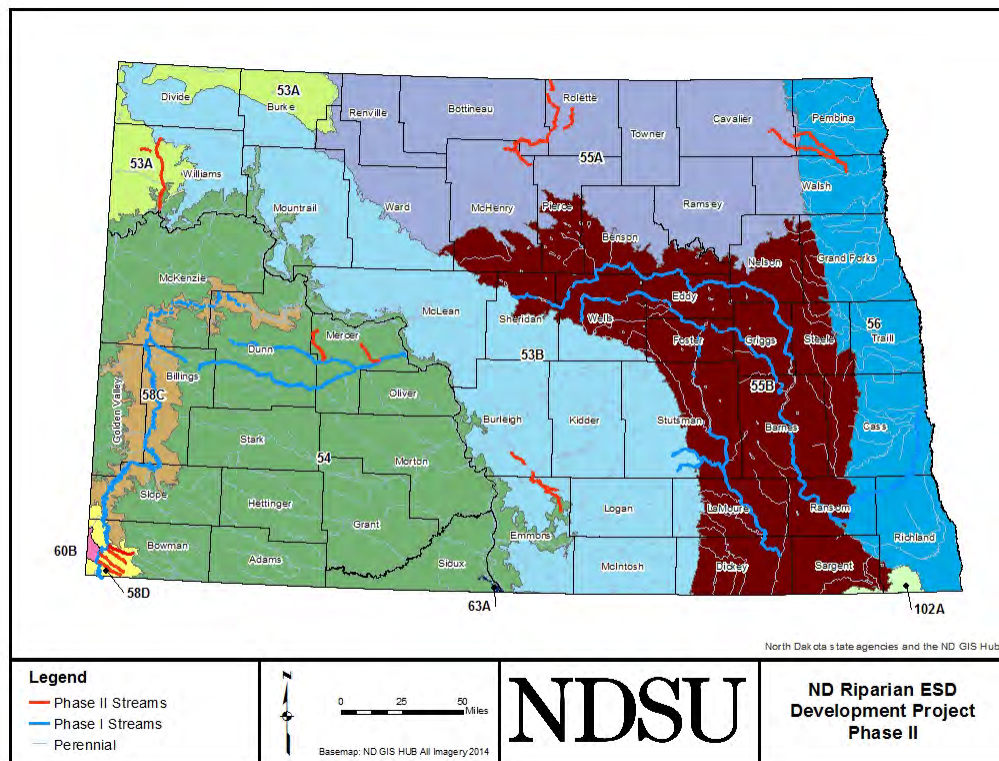 53A
Divide
Burke
Renville
Bottineau
Rolette
Towner
Cavalier
Pembina
53A
Williams
55A
Walsh
Mountrail
Ward
McHenry
Pierce
Ramsey
Benson
Nelson
Grand Forks
McKenzie
McLean
Eddy
Sheridan
Wells
Foster
Griggs
Steele
56
Traill
Mercer
Dunn
53B
Billings
Golden Valley
58C
Oliver
55B
Burleigh
Kidder
Stutsman
Barnes
Cass
Stark
54
Morton
Slope
Hettinger
Grant
Emmons
Logan
LaMoure
Ransom
Richland
60B
Bowman
Adams
Sioux
McIntosh
Dickey
Sargent
58D
63A
102A
North Dakota state agencies and the ND GIS Hub
Legend
Phase II Streams
Phase I Streams
Perennial
N
0 25 50
Miles
Basemap: ND GIS HUB All Imagery 2014
NDSU
ND Riparian ESD
Development Project
Phase II